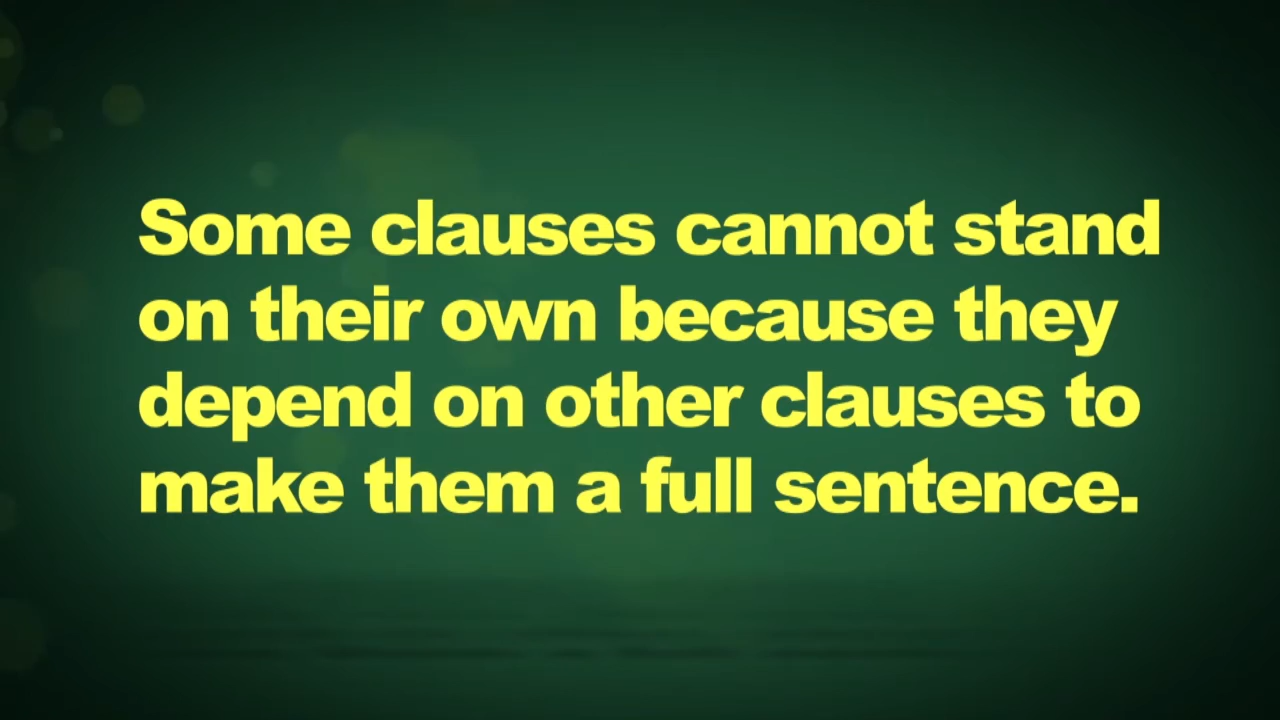 Some clauses cannot stand
on their own because they
depend on other clauses to
make them a full sentence.